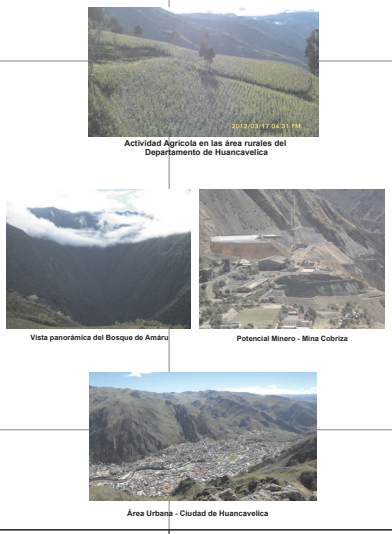 2012/03/17 04:31 PM
Actividad Agrícola en las área rurales del
Departamento de Huancavelica
Vista panorámica del Bosque de Amáru
Potencial Minero - Mina Cobriza
Área Urbana - Ciudad de Huancavelica